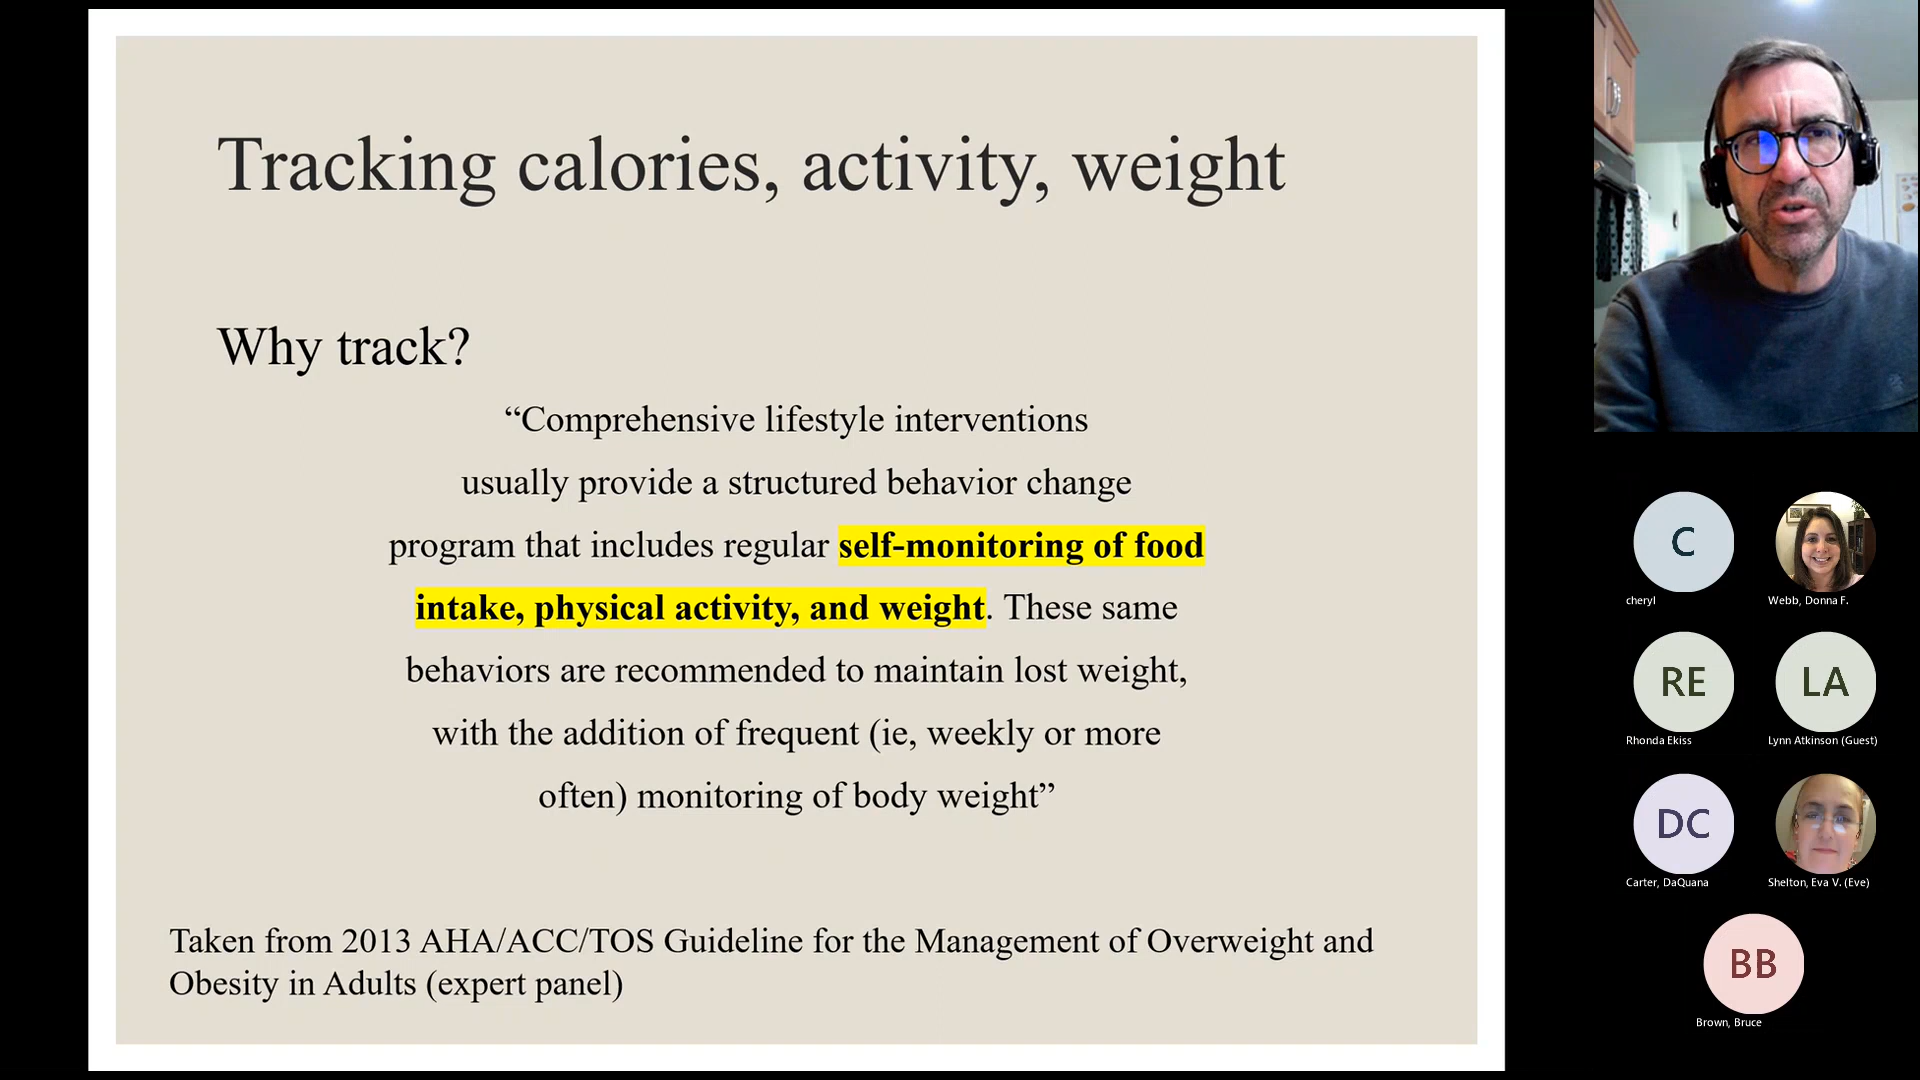 Tracking calories, activity, weight
Why track?
“Comprehensive lifestyle interventions
usually provide a structured behavior change
program that includes regular self-monitoring of food
intake, physical activity, and weight. These same
behaviors are recommended to maintain lost weight,
with the addition of frequent (ie, weekly or more
often) monitoring of body weight”
Taken from 2013 AHA/ACC/TOS Guideline for the Management of Overweight and
Obesity in Adults (expert panel)
C
cheryl
Webb, Donna F.
RE
Rhonda Ekiss
LA
Lynn Atkinson (Guest)
DC
Carter, DaQuana
Shelton, Eva V. (Eve)
BB
Brown, Bruce